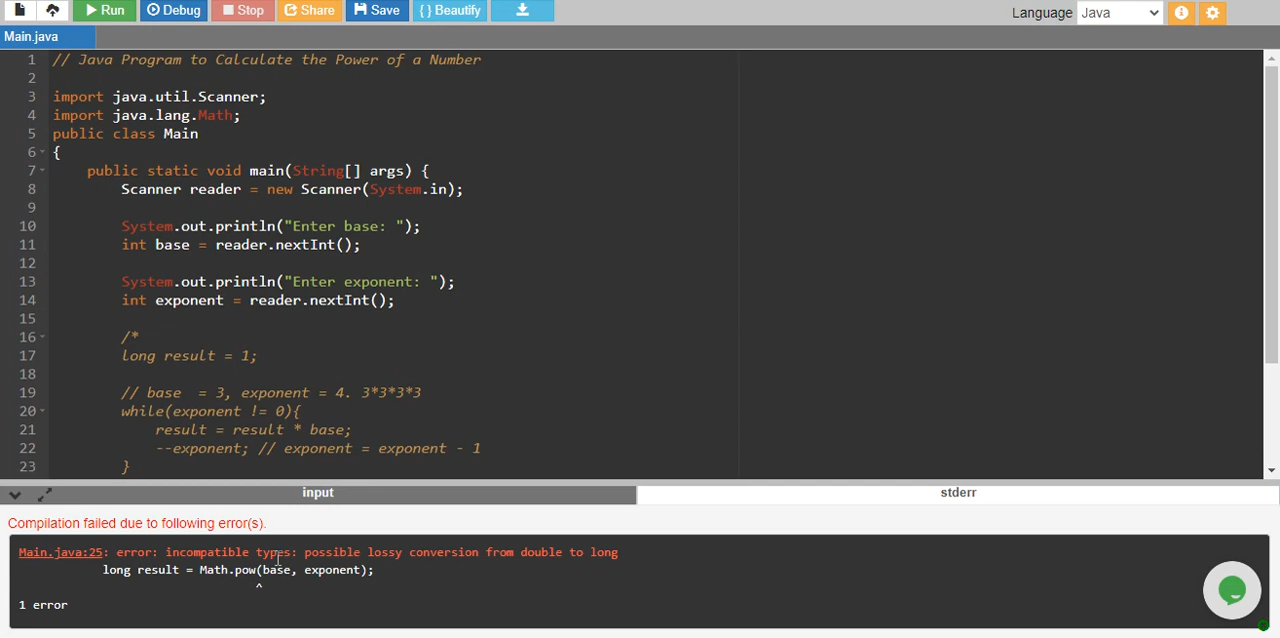 Run Debug Stop Share Save { } Beautify Language Java
Main.java
1 // Java Program to Calculate the Power of a Number
2
3 import java.util.Scanner;
4 import java.lang.Math;
5 public class Main
6 {
7 public static void main(String[] args) {
8 Scanner reader = new Scanner(System.in);
9
10 System.out.println("Enter base: ");
11 int base = reader.nextInt();
12
13 System.out.println("Enter exponent: ");
14 int exponent = reader.nextInt();
15
16 /*
17 long result = 1;
18
19 // base  = 3, exponent = 4. 3*3*3*3
20 while(exponent != 0){
21 result = result * base;
22 --exponent; // exponent = exponent - 1
23 }
input stderr
Compilation failed due to following error(s).
Main.java:25: error: incompatible types: possible lossy conversion from double to long
long result = Math.pow(base, exponent);
^
1 error